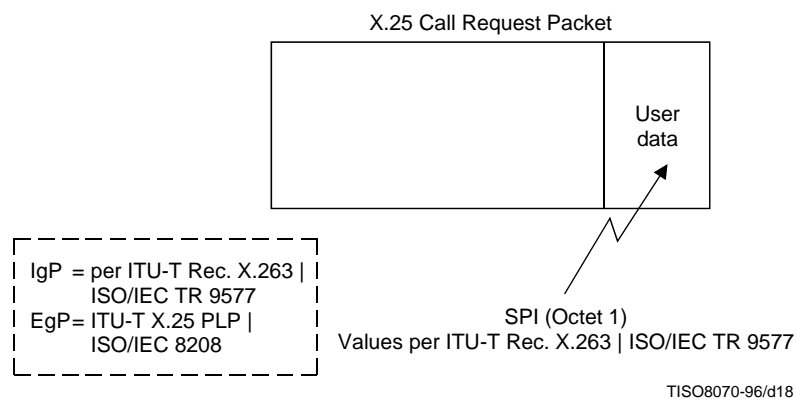 X.25 Call Request Packet
User
data
IgP = per ITU-T Rec. X.263 |
ISO/IEC TR 9577
EgP= ITU-T X.25 PLP |
ISO/IEC 8208
SPI (Octet 1)
Values per ITU-T Rec. X.263 | ISO/IEC TR 9577
TISO8070-96/d18